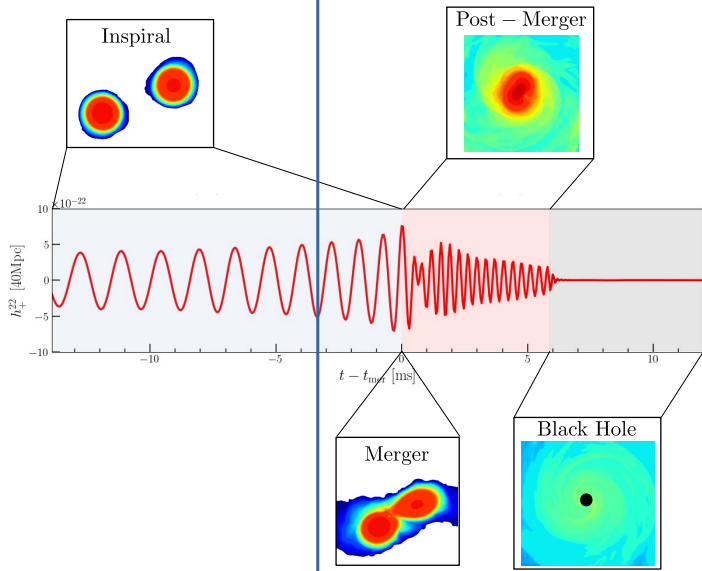 Inspiral
Post − Merger
×10⁻²²
10
5
0
−5
−10
h₊²² [40Mpc]
−10
−5
0
5
10
t − tₘₑᵣ [ms]
Merger
Black Hole